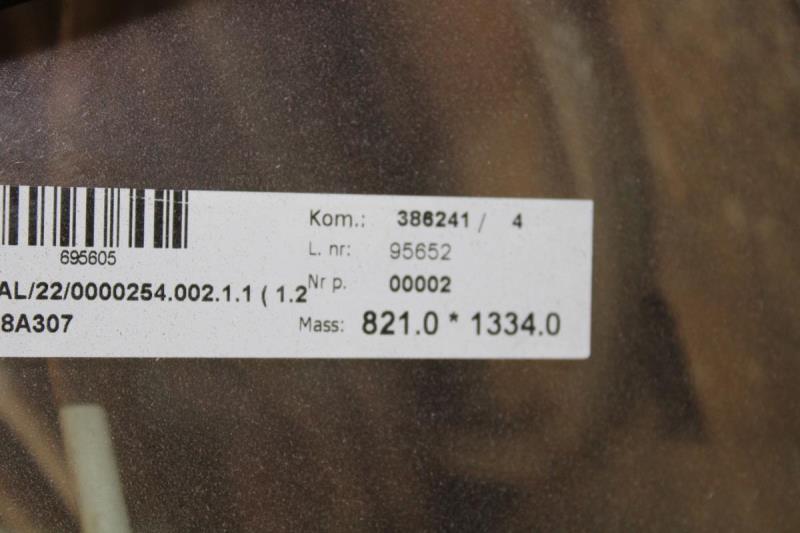 Kom.: 386241 / 4
L. nr: 95652
695605
Nr p. 00002
AL/22/0000254.002.1.1 ( 1.2
8A307
Mass: 821.0 * 1334.0